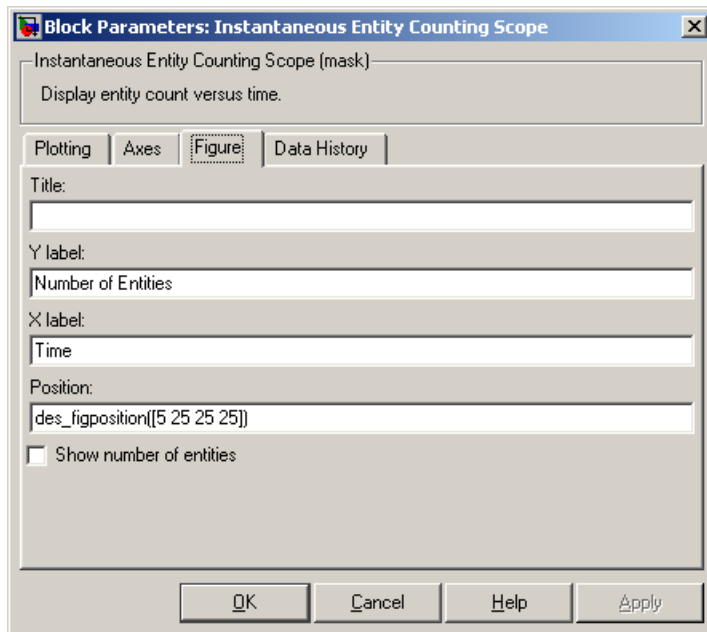 Block Parameters: Instantaneous Entity Counting Scope
Instantaneous Entity Counting Scope (mask)
Display entity count versus time.
Plotting Axes Figure Data History
Title:
Y label:
Number of Entities
X label:
Time
Position:
des_figposition([5 25 25 25])
Show number of entities
OK Cancel Help Apply